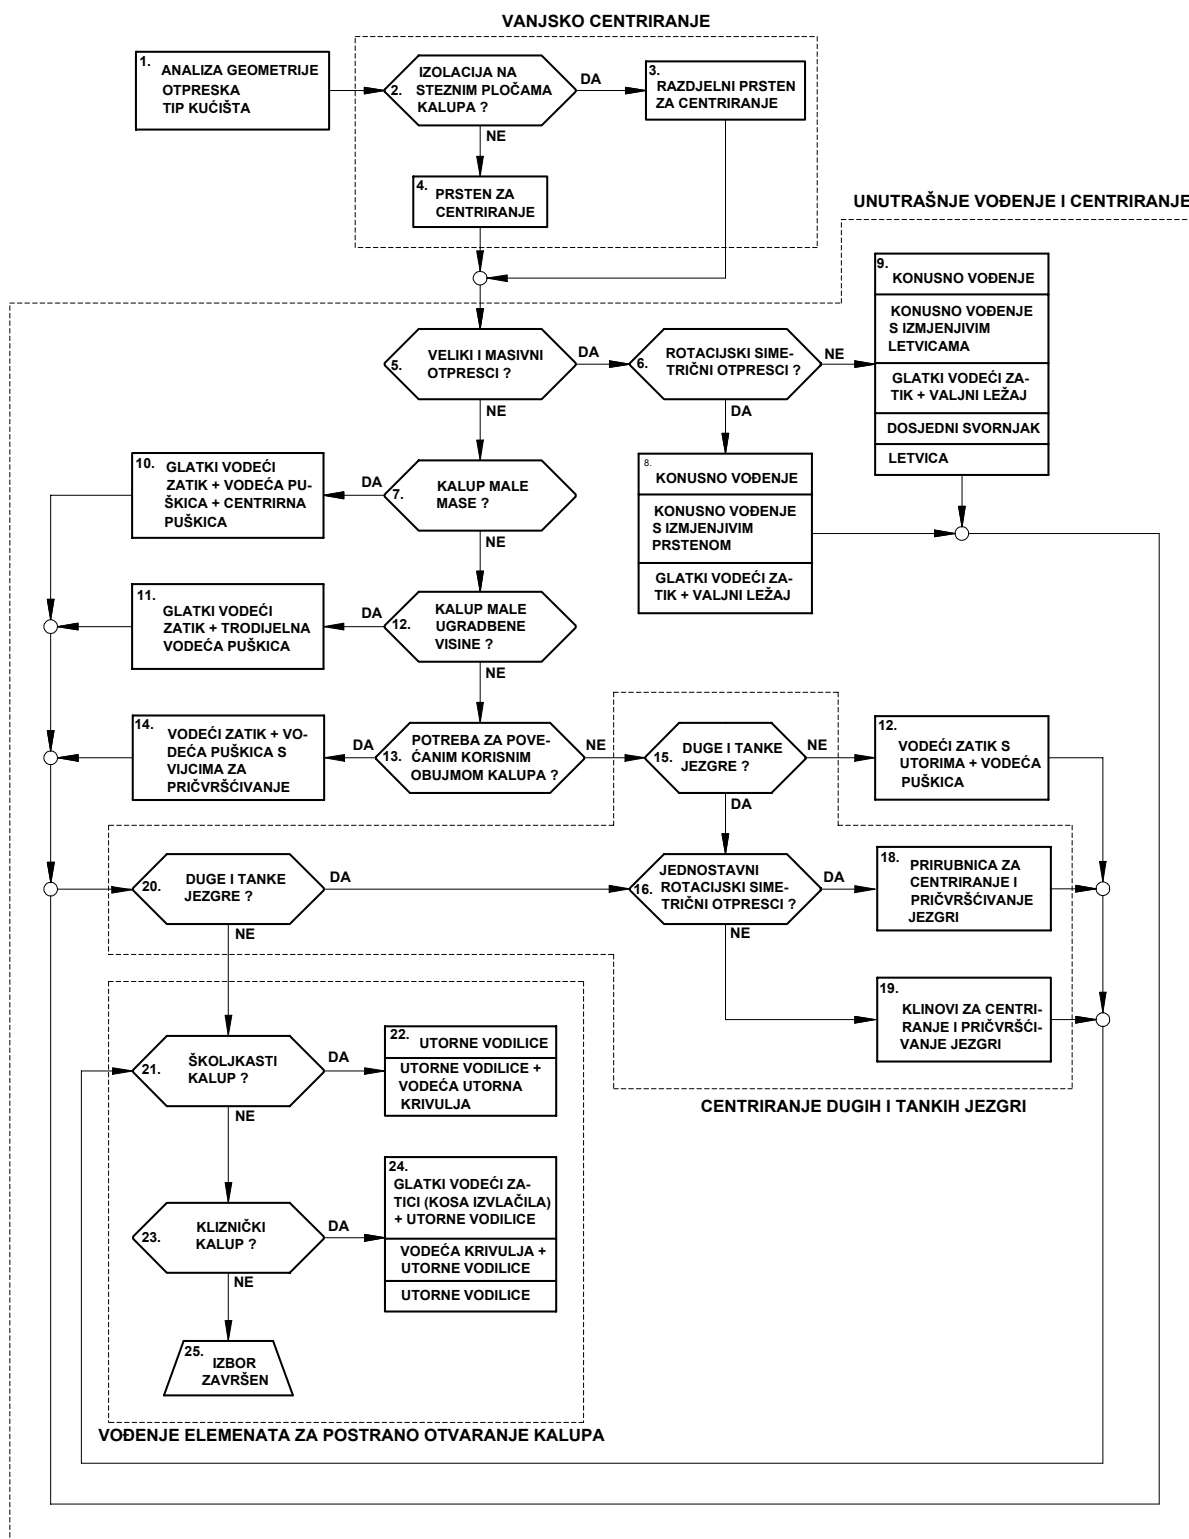 VANJSKO CENTRIRANJE
1.
ANALIZA GEOMETRIJE
OTPRESKA
TIP KUĆIŠTA
2.
IZOLACIJA NA
STEZNIM PLOČAMA
KALUPA ?
DA
NE
3.
RAZDJELNI PRSTEN
ZA CENTRIRANJE
4.
PRSTEN ZA
CENTRIRANJE
UNUTRAŠNJE VOĐENJE I CENTRIRANJE
5.
VELIKI I MASIVNI
OTPRESCI ?
DA
NE
6.
ROTACIJSKI SIME-
TRIČNI OTPRESCI ?
NE
DA
9.
KONUSNO VOĐENJE
KONUSNO VOĐENJE
S IZMJENJIVIM
LETVICAMA
GLATKI VODEĆI ZA-
TIK + VALJNI LEŽAJ
DOSJEDNI SVORNJAK
LETVICA
8.
KONUSNO VOĐENJE
KONUSNO VOĐENJE
S IZMJENJIVIM
PRSTENOM
GLATKI VODEĆI ZA-
TIK + VALJNI LEŽAJ
10.
GLATKI VODEĆI
ZATIK + VODEĆA PU-
ŠKICA + CENTRIRNA
PUŠKICA
DA
7.
KALUP MALE
MASE ?
NE
11.
GLATKI VODEĆI
ZATIK + TRODIJELNA
VODEĆA PUŠKICA
DA
12.
KALUP MALE
UGRADBENE
VISINE ?
NE
14.
VODEĆI ZATIK + VO-
DEĆA PUŠKICA S
VIJCIMA ZA
PRIČVRŠĆIVANJE
DA
13.
POTREBA ZA POVE-
ĆANIM KORISNIM
OBUJMOM KALUPA ?
NE
15.
DUGE I TANKE
JEZGRE ?
NE
DA
12.
VODEĆI ZATIK S
UTORIMA + VODEĆA
PUŠKICA
20.
DUGE I TANKE
JEZGRE ?
DA
NE
16.
JEDNOSTAVNI
ROTACIJSKI SIME-
TRIČNI OTPRESCI ?
DA
NE
18.
PRIRUBNICA ZA
CENTRIRANJE I
PRIČVRŠĆIVANJE
JEZGRI
19.
KLINOVI ZA CENTRI-
RANJE I PRIČVRŠĆI-
VANJE JEZGRI
CENTRIRANJE DUGIH I TANKIH JEZGRI
21.
ŠKOLJKASTI
KALUP ?
DA
NE
22.
UTORNE VODILICE
UTORNE VODILICE +
VODEĆA UTORNA
KRIVULJA
23.
KLIZNIČKI
KALUP ?
DA
NE
24.
GLATKI VODEĆI ZA-
TICI (KOSA IZVLAČILA)
+ UTORNE VODILICE
VODEĆA KRIVULJA +
UTORNE VODILICE
UTORNE VODILICE
25.
IZBOR
ZAVRŠEN
VOĐENJE ELEMENATA ZA POSTRANO OTVARANJE KALUPA